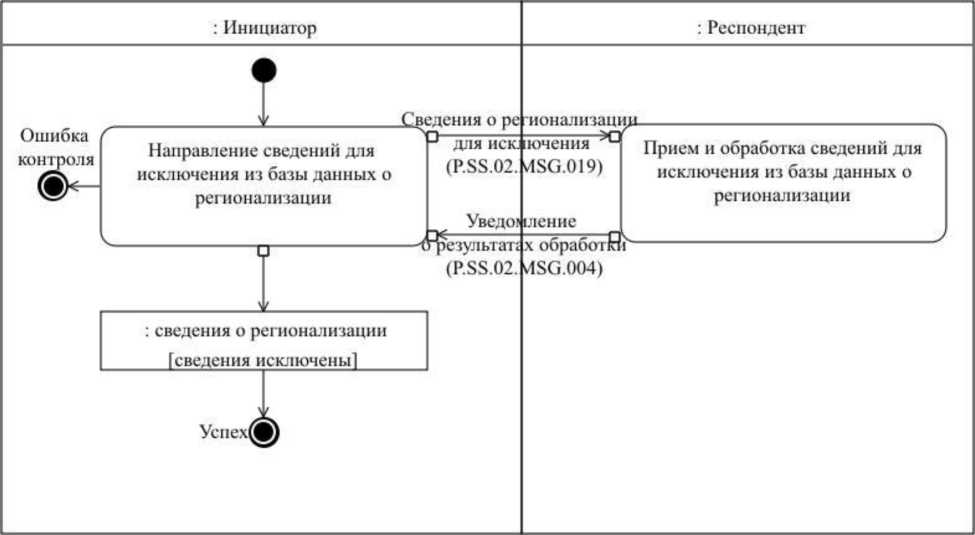 : Инициатор
: Респондент
Ошибка
контроля
Направление сведений для
исключения из базы данных о
регионализации
Сведения о регионализации
для исключения
(P.SS.02.MSG.019)
Прием и обработка сведений для
исключения из базы данных о
регионализации
Уведомление
о результатах обработки
(P.SS.02.MSG.004)
: сведения о регионализации
[сведения исключены]
Успех